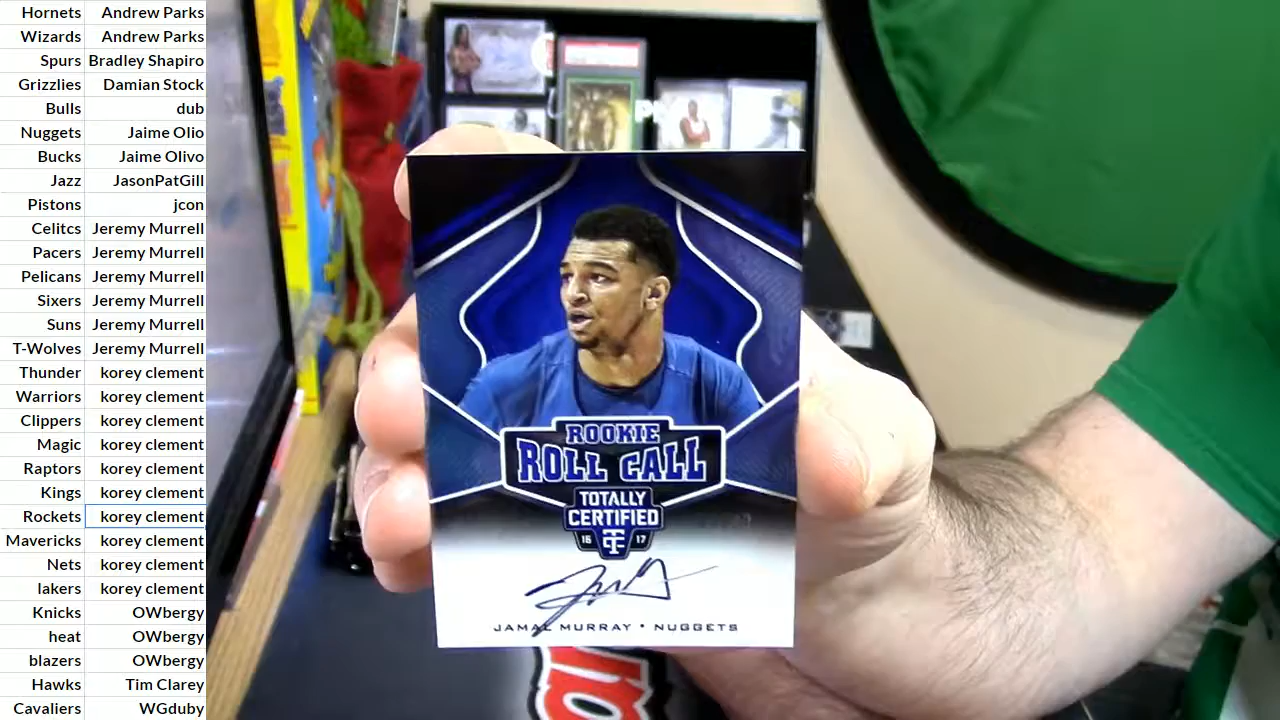 Hornets Andrew Parks
Wizards Andrew Parks
Spurs Bradley Shapiro
Grizzlies Damian Stock
Bulls dub
Nuggets Jaime Olio
Bucks Jaime Olivo
Jazz JasonPatGill
Pistons jcon
Celitcs Jeremy Murrell
Pacers Jeremy Murrell
Pelicans Jeremy Murrell
Sixers Jeremy Murrell
Suns Jeremy Murrell
T-Wolves Jeremy Murrell
Thunder korey clement
Warriors korey clement
Clippers korey clement
Magic korey clement
Raptors korey clement
Kings korey clement
Rockets korey clement
Mavericks korey clement
Nets korey clement
lakers korey clement
Knicks OWbergy
heat OWbergy
blazers OWbergy
Hawks Tim Clarey
Cavaliers WGduby
ROOKIE
ROLL CALL
TOTALLY
CERTIFIED
16 TC 17
JAMAL MURRAY • NUGGETS